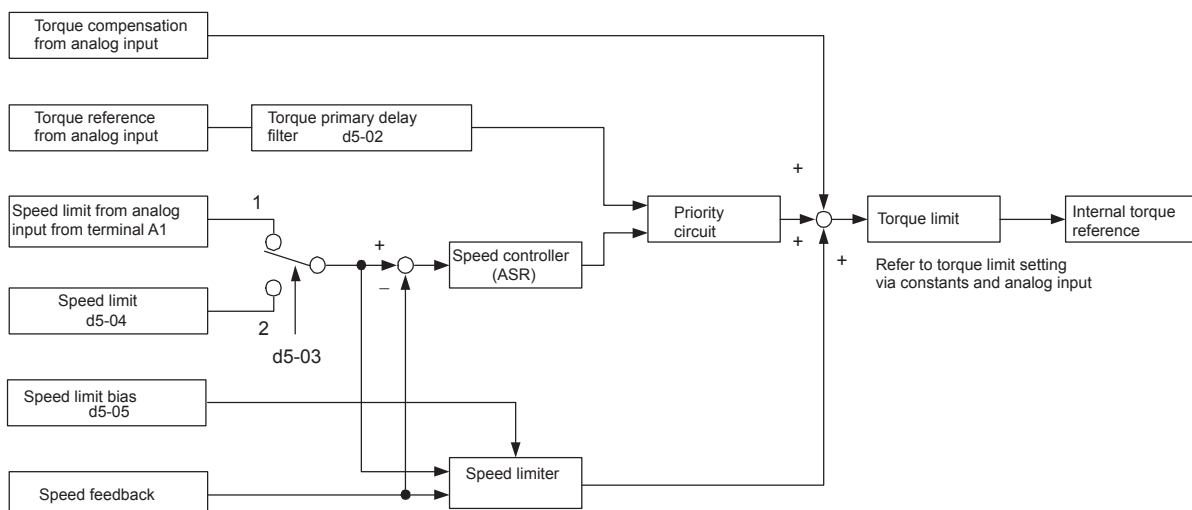 Torque compensation
from analog input
Torque reference
from analog input
Torque primary delay
filter d5-02
Speed limit from analog
input from terminal A1
1
Speed limit
d5-04
2
d5-03
+
−
Speed controller
(ASR)
Priority
circuit
+
+
+
Torque limit
Internal torque
reference
Refer to torque limit setting
via constants and analog input
Speed limit bias
d5-05
Speed feedback
Speed limiter